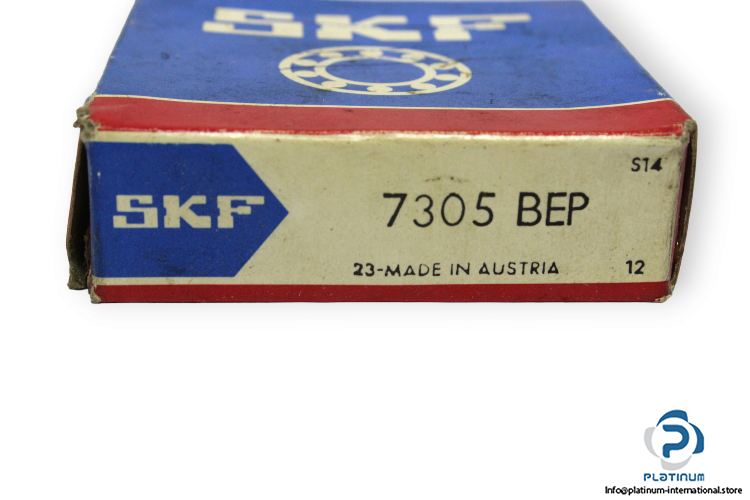 SKF
S14
SKF
7305 BEP
23-MADE IN AUSTRIA
12
PLATINUM
Info@platinum-international.store